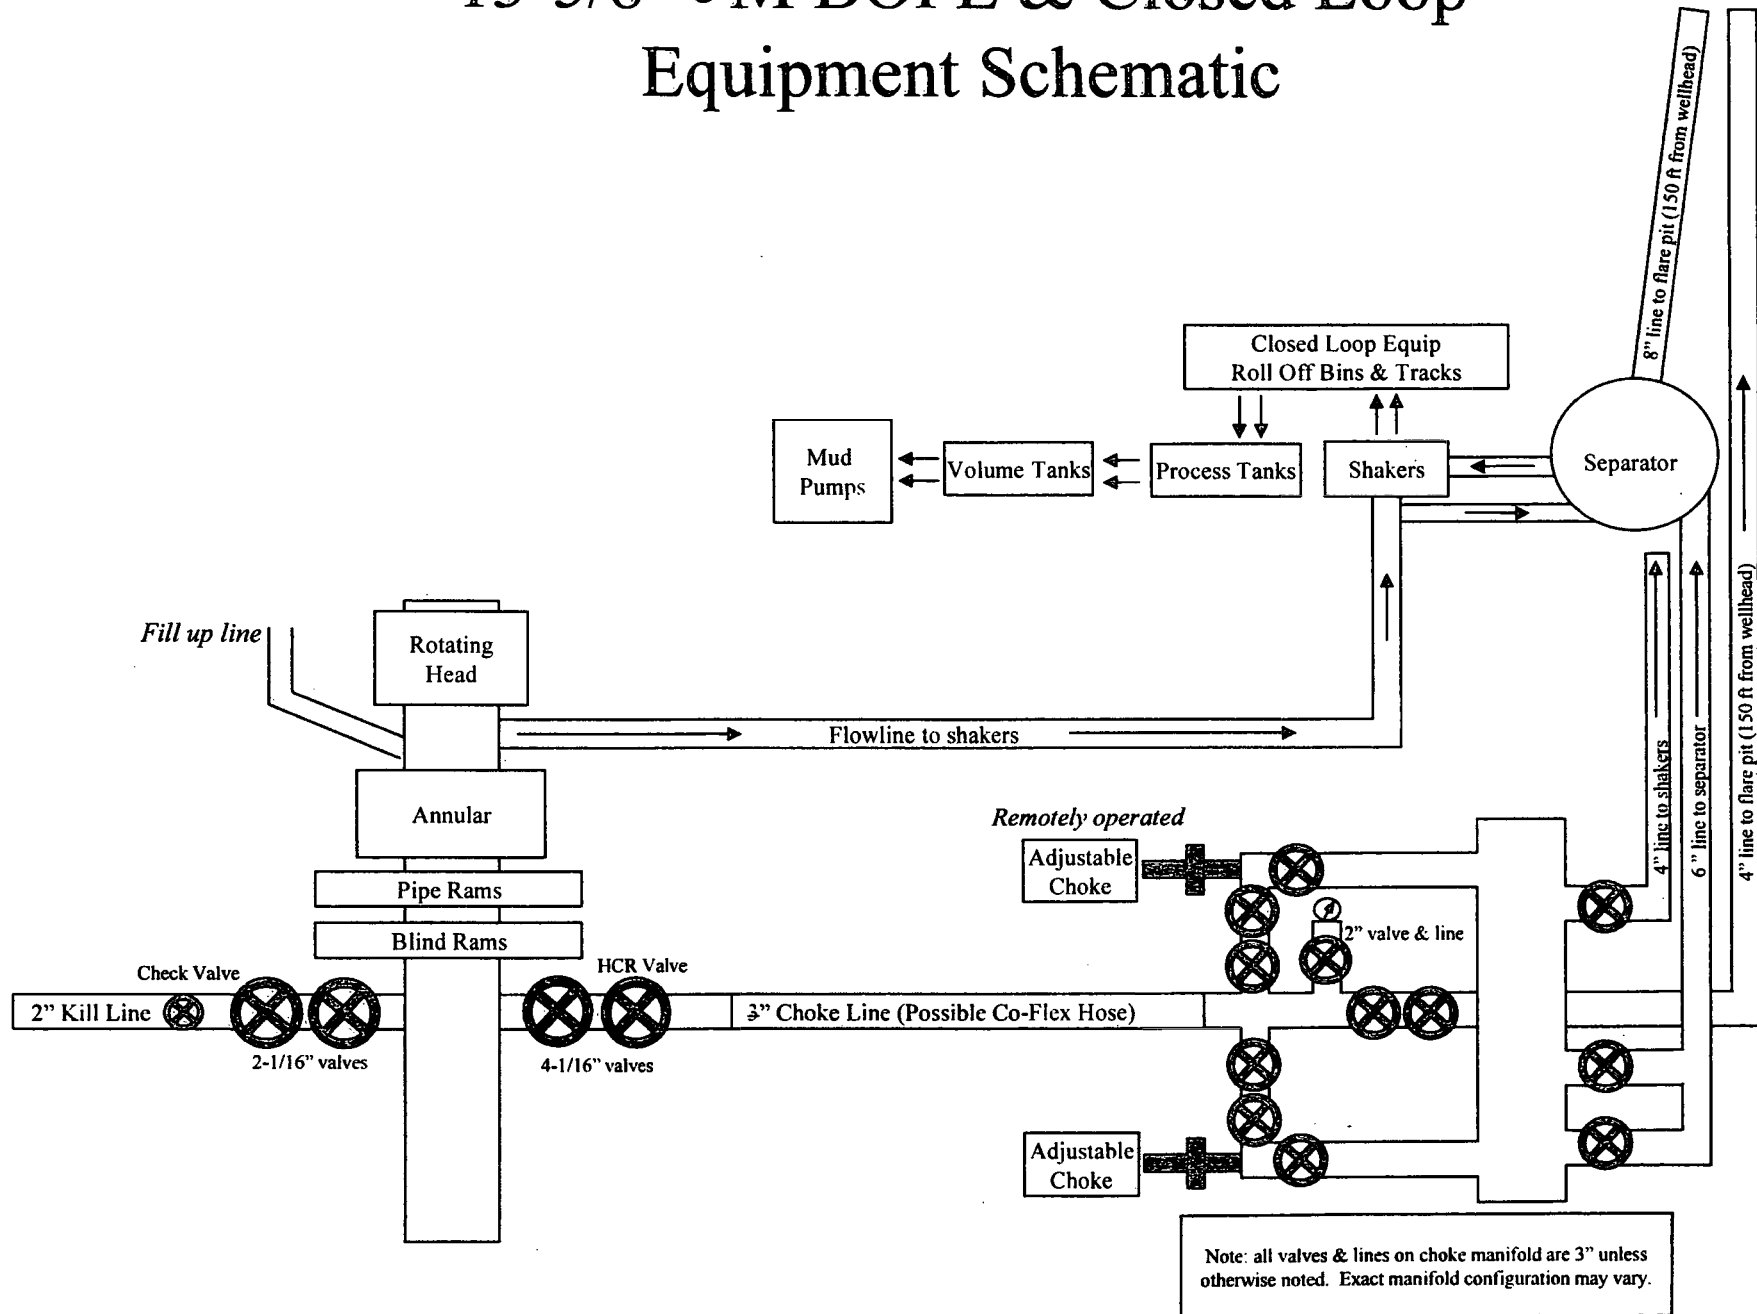 BOPE & Closed Loop
Equipment Schematic
8” line to flare pit (150 ft from wellhead)
4” line to flare pit (150 ft from wellhead)
Closed Loop Equip
Roll Off Bins & Tracks
Mud
Pumps
Volume Tanks
Process Tanks
Shakers
Separator
Fill up line
Rotating
Head
Flowline to shakers
4” line to shakers
6 ” line to separator
Annular
Remotely operated
Adjustable
Choke
Pipe Rams
Blind Rams
2” valve & line
Check Valve
HCR Valve
2” Kill Line
3” Choke Line (Possible Co-Flex Hose)
2-1/16” valves
4-1/16” valves
Adjustable
Choke
Note: all valves & lines on choke manifold are 3” unless
otherwise noted. Exact manifold configuration may vary.